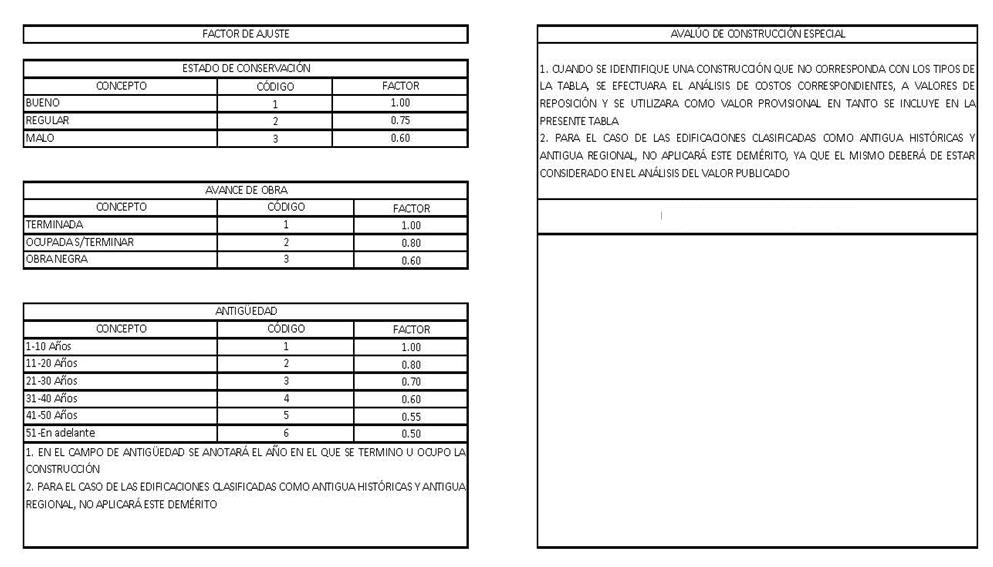 FACTOR DE AJUSTE
ESTADO DE CONSERVACIÓN
CONCEPTO CÓDIGO FACTOR
BUENO 1 1.00
REGULAR 2 0.75
MALO 3 0.60
AVANCE DE OBRA
CONCEPTO CÓDIGO FACTOR
TERMINADA 1 1.00
OCUPADA S/TERMINAR 2 0.80
OBRA NEGRA 3 0.60
ANTIGÜEDAD
CONCEPTO CÓDIGO FACTOR
1-10 Años 1 1.00
11-20 Años 2 0.80
21-30 Años 3 0.70
31-40 Años 4 0.60
41-50 Años 5 0.55
51-En adelante 6 0.50
1. EN EL CAMPO DE ANTIGÜEDAD SE ANOTARÁ EL AÑO EN EL QUE SE TERMINO U OCUPO LA
CONSTRUCCIÓN
2. PARA EL CASO DE LAS EDIFICACIONES CLASIFICADAS COMO ANTIGUA HISTÓRICAS Y ANTIGUA
REGIONAL, NO APLICARÁ ESTE DEMÉRITO
AVALÚO DE CONSTRUCCIÓN ESPECIAL
1. CUANDO SE IDENTIFIQUE UNA CONSTRUCCIÓN QUE NO CORRESPONDA CON LOS TIPOS DE
LA TABLA, SE EFECTUARA EL ANÁLISIS DE COSTOS CORRESPONDIENTES, A VALORES DE
REPOSICIÓN Y SE UTILIZARA COMO VALOR PROVISIONAL EN TANTO SE INCLUYE EN LA
PRESENTE TABLA
2. PARA EL CASO DE LAS EDIFICACIONES CLASIFICADAS COMO ANTIGUA HISTÓRICAS Y
ANTIGUA REGIONAL, NO APLICARÁ ESTE DEMÉRITO, YA QUE EL MISMO DEBERÁ DE ESTAR
CONSIDERADO EN EL ANÁLISIS DEL VALOR PUBLICADO